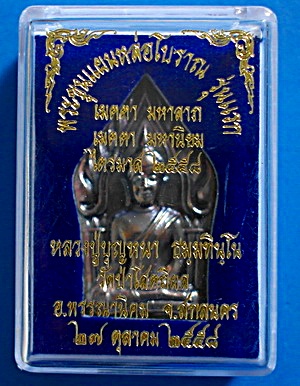 พระขุนแผนหล่อโบราณ รุ่นแรก
เมตตา มหาลาภ
เมตตา มหานิยม
ไตรมาส ๒๕๕๘
หลวงปู่บุญหนา ธมฺมทินฺโน
วัดป่าโสตถิผล
อ.พรรณานิคม จ.สกลนคร
๒๗ ตุลาคม ๒๕๕๘